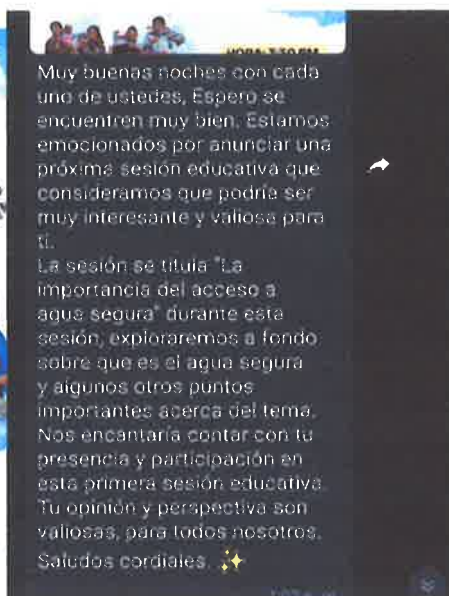 HORA: 7:30 PM
Muy buenas noches con cada
uno de ustedes, Espero se
encuentren muy bien. Estamos
emocionados por anunciar una
próxima sesión educativa que
consideramos que podría ser
muy interesante y valiosa para
ti.
La sesión se titula "La
importancia del acceso a
agua segura" durante esta
sesión, exploraremos a fondo
sobre que es el agua segura
y algunos otros puntos
importantes acerca del tema.
Nos encantaría contar con tu
presencia y participación en
esta primera sesión educativa.
Tu opinión y perspectiva son
valiosas, para todos nosotros.
Saludos cordiales. ✨